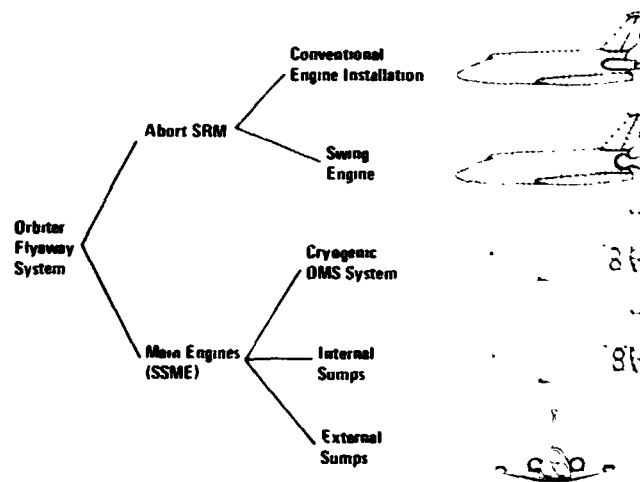 Conventional
Engine Installation
Abort SRM
Swing
Engine
Orbiter
Flyaway
System
Cryogenic
OMS System
Main Engines
(SSME)
Internal
Sumps
External
Sumps